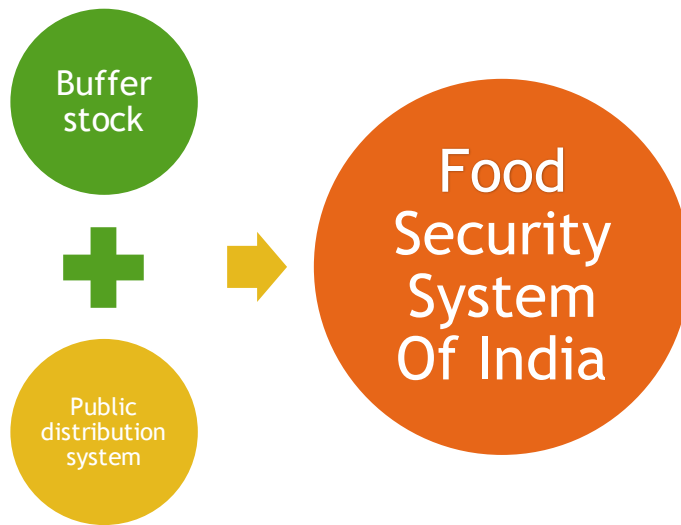 Buffer
stock
Public
distribution
system
Food
Security
System
Of India